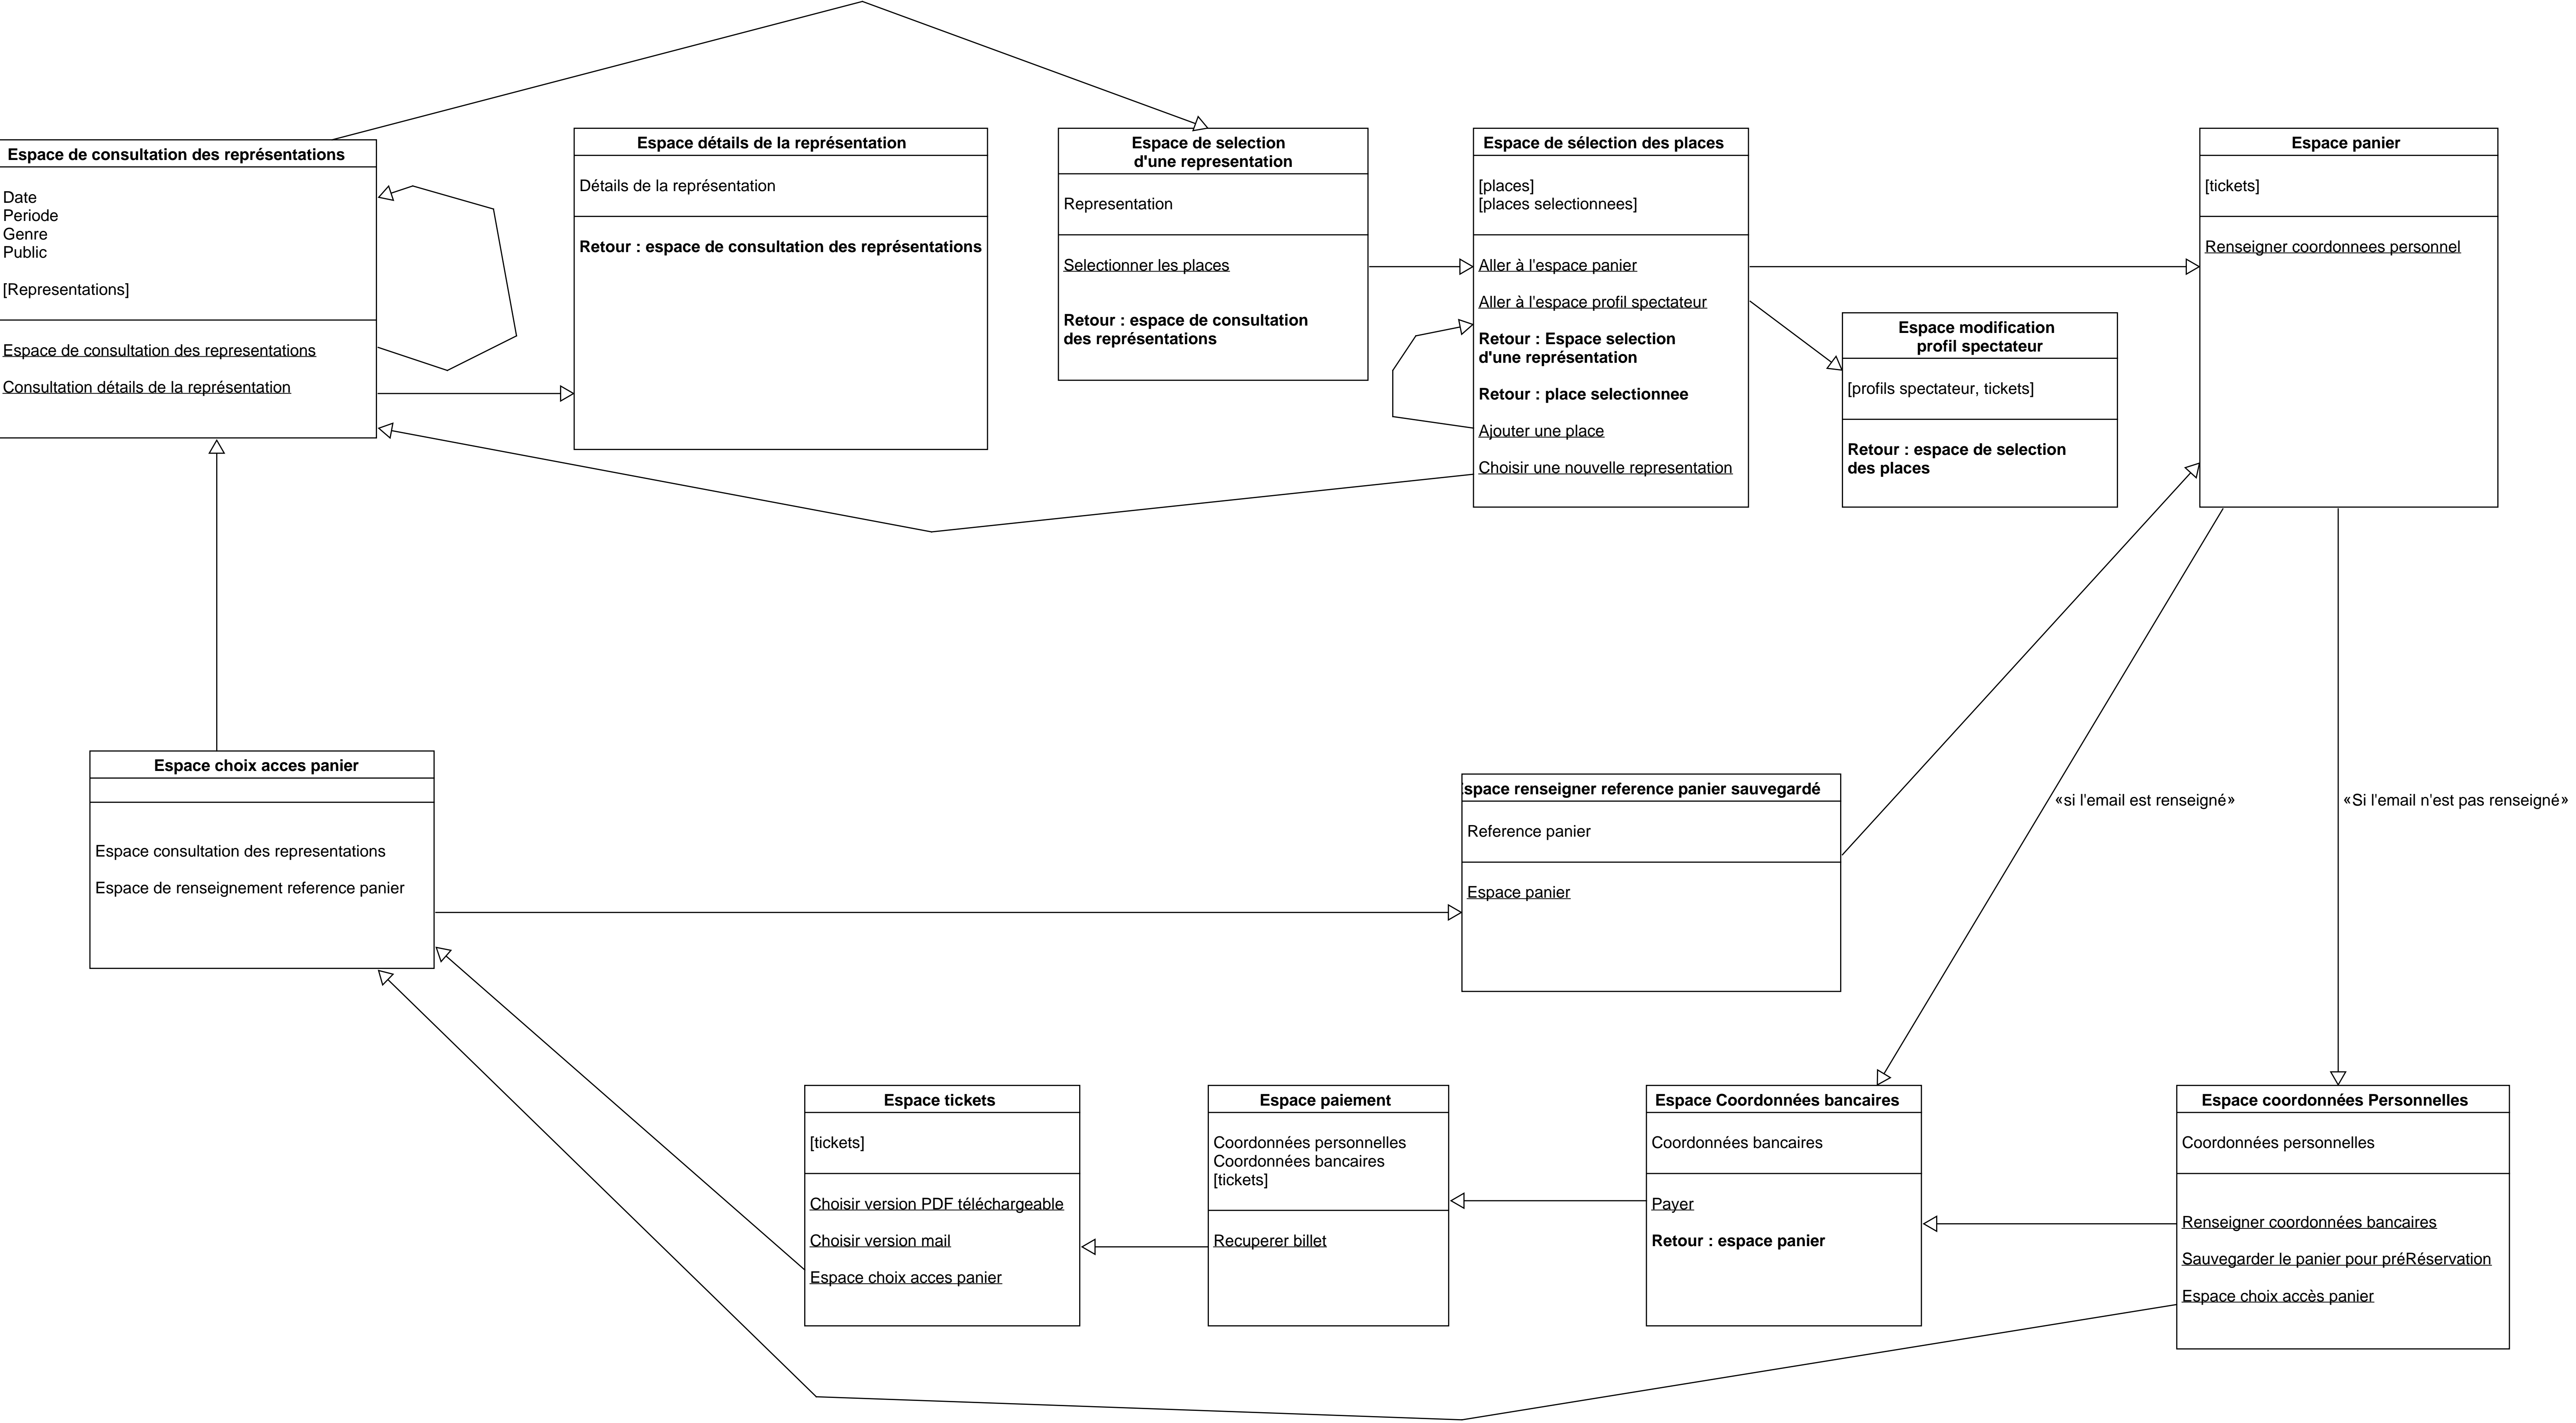 Espace de consultation des représentations
Date
Periode
Genre
Public
[Representations]
Espace de consultation des representations
Consultation détails de la représentation
Espace détails de la représentation
Détails de la représentation
Retour : espace de consultation des représentations
Espace de selection
d'une representation
Representation
Selectionner les places
Retour : espace de consultation
des représentations
Espace de sélection des places
[places]
[places selectionnees]
Aller à l'espace panier
Aller à l'espace profil spectateur
Retour : Espace selection
d'une représentation
Retour : place selectionnee
Ajouter une place
Choisir une nouvelle representation
Espace modification
profil spectateur
[profils spectateur, tickets]
Retour : espace de selection
des places
Espace panier
[tickets]
Renseigner coordonnees personnel
Espace choix acces panier
Espace consultation des representations
Espace de renseignement reference panier
space renseigner reference panier sauvegardé
Reference panier
Espace panier
«si l'email est renseigné»
«Si l'email n'est pas renseigné»
Espace tickets
[tickets]
Choisir version PDF téléchargeable
Choisir version mail
Espace choix acces panier
Espace paiement
Coordonnées personnelles
Coordonnées bancaires
[tickets]
Recuperer billet
Espace Coordonnées bancaires
Coordonnées bancaires
Payer
Retour : espace panier
Espace coordonnées Personnelles
Coordonnées personnelles
Renseigner coordonnées bancaires
Sauvegarder le panier pour préRéservation
Espace choix accès panier